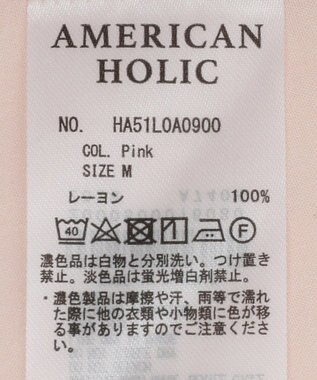 AMERICAN
HOLIC
NO. HA51L0A0900
COL. Pink
SIZE M
レーヨン 100%
40 F
濃色品は白物と分別洗い。つけ置き
禁止。淡色品は蛍光増白剤禁止。
・濃色製品は摩擦や汗、雨等で濡れ
た際に他の衣類や小物類に色が移
る事がありますのでご注意くださ
い。